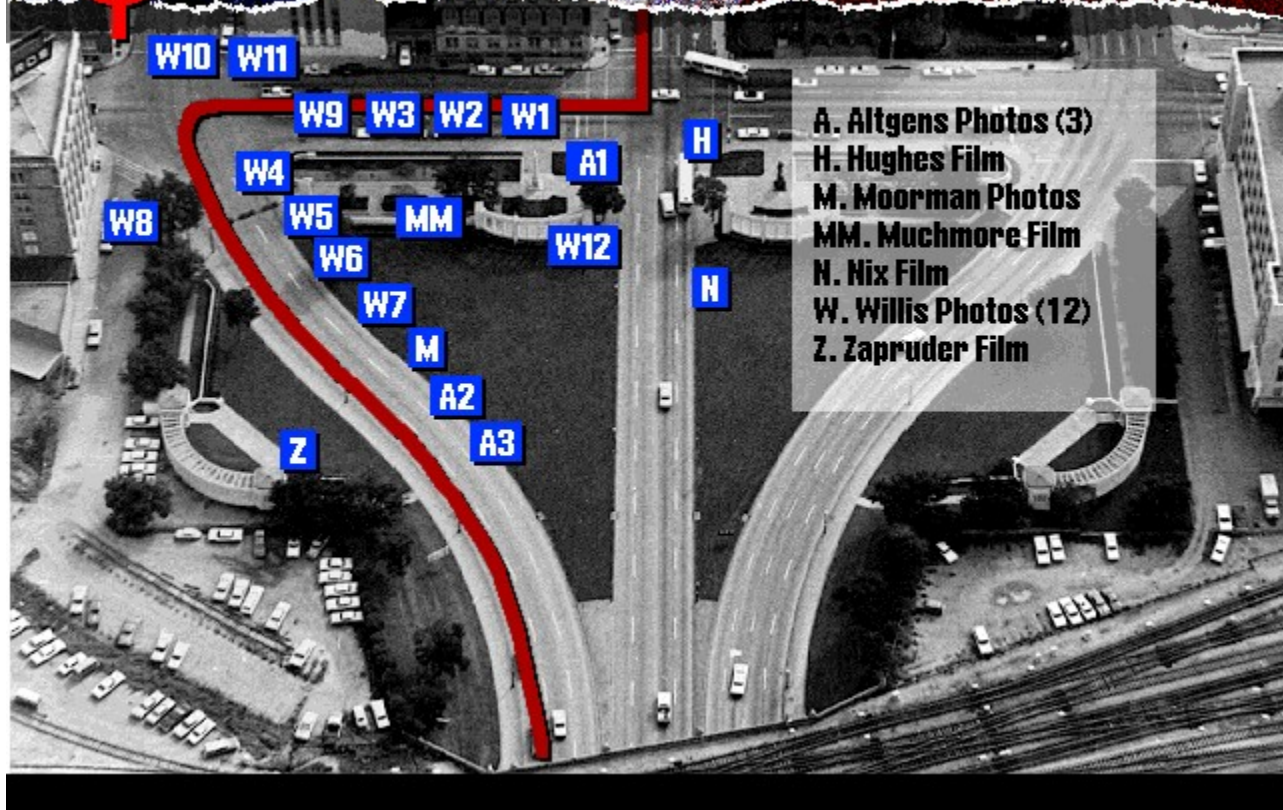 W10 W11
W9 W3 W2 W1
H
A. Altgens Photos (3)
H. Hughes Film
M. Moorman Photos
MM. Muchmore Film
N. Nix Film
W. Willis Photos (12)
Z. Zapruder Film
A1
W4
W5 MM
W8
W12
W6
N
W7
M
A2
A3
Z